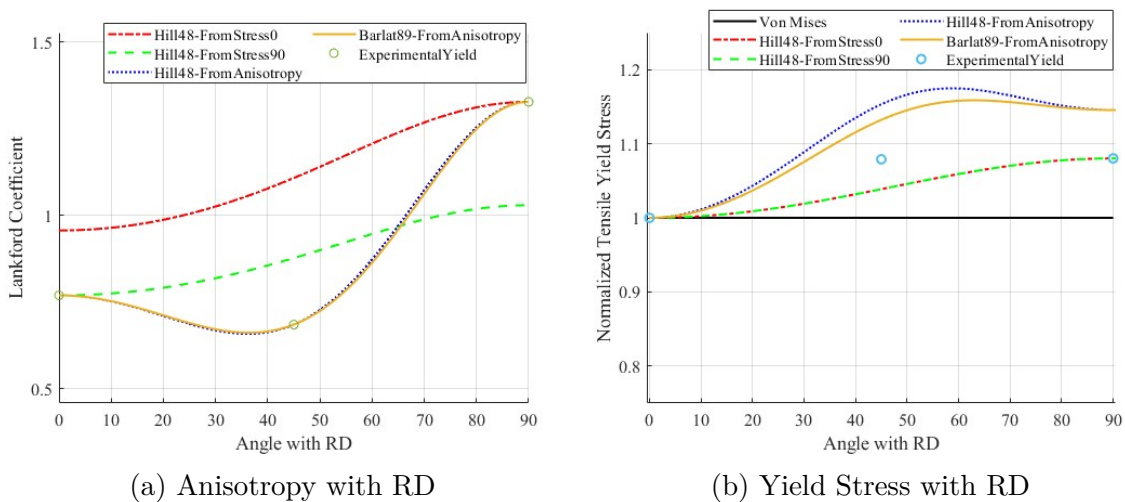 1.5
Hill48-FromStress0
Barlat89-FromAnisotropy
Hill48-FromStress90
ExperimentalYield
Hill48-FromAnisotropy
1
0.5
Lankford Coefficient
0 10 20 30 40 50 60 70 80 90
Angle with RD
(a) Anisotropy with RD
Von Mises
Hill48-FromAnisotropy
Hill48-FromStress0
Barlat89-FromAnisotropy
Hill48-FromStress90
ExperimentalYield
1.2
1.1
1
0.9
0.8
Normalized Tensile Yield Stress
0 10 20 30 40 50 60 70 80 90
Angle with RD
(b) Yield Stress with RD